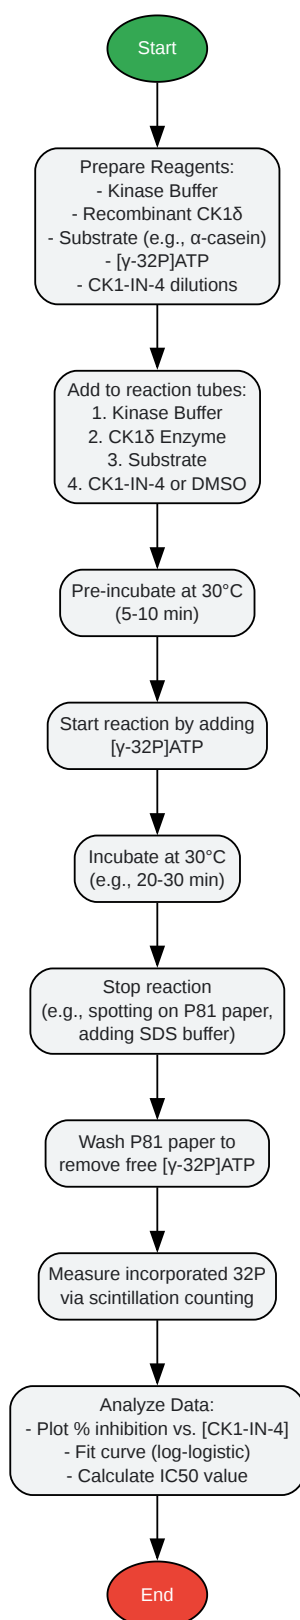 Start
Prepare Reagents:
- Kinase Buffer
- Recombinant CK1δ
- Substrate (e.g., α-casein)
- [γ-32P]ATP
- CK1-IN-4 dilutions
Add to reaction tubes:
1. Kinase Buffer
2. CK1δ Enzyme
3. Substrate
4. CK1-IN-4 or DMSO
Pre-incubate at 30°C
(5-10 min)
Start reaction by adding
[γ-32P]ATP
Incubate at 30°C
(e.g., 20-30 min)
Stop reaction
(e.g., spotting on P81 paper,
adding SDS buffer)
Wash P81 paper to
remove free [γ-32P]ATP
Measure incorporated 32P
via scintillation counting
Analyze Data:
- Plot % inhibition vs. [CK1-IN-4]
- Fit curve (log-logistic)
- Calculate IC50 value
End